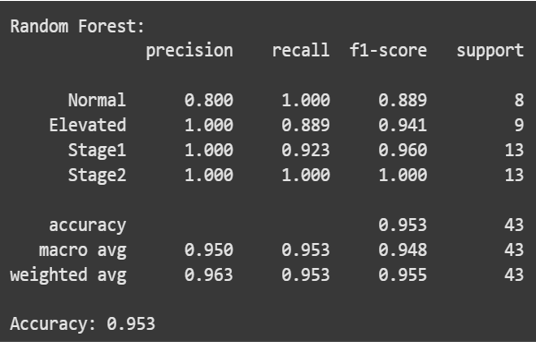 Random Forest:
precision recall f1-score support
Normal 0.800 1.000 0.889 8
Elevated 1.000 0.889 0.941 9
Stage1 1.000 0.923 0.960 13
Stage2 1.000 1.000 1.000 13
accuracy 0.953 43
macro avg 0.950 0.953 0.948 43
weighted avg 0.963 0.953 0.955 43
Accuracy: 0.953